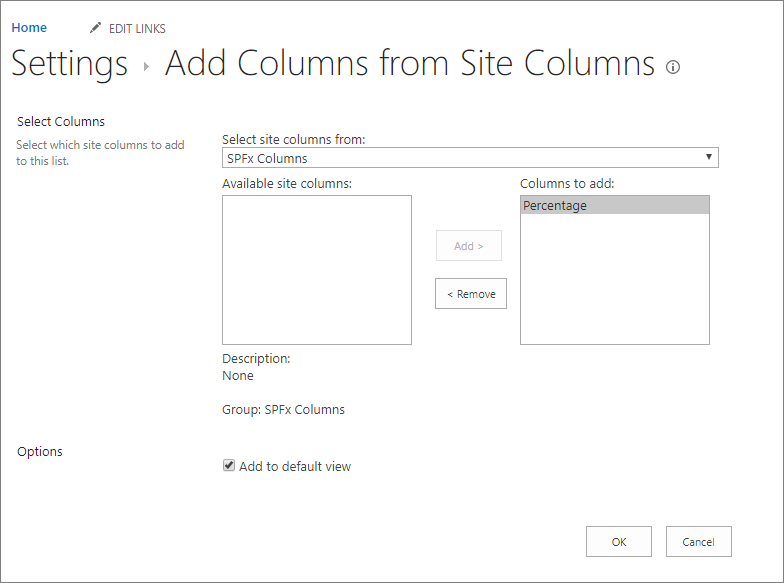 Home
EDIT LINKS
Settings Add Columns from Site Columns
Select Columns
Select which site columns to add
to this list.
Select site columns from:
SPFx Columns
Available site columns:
Columns to add:
Percentage
Add >
< Remove
Description:
None
Group: SPFx Columns
Options
Add to default view
OK
Cancel